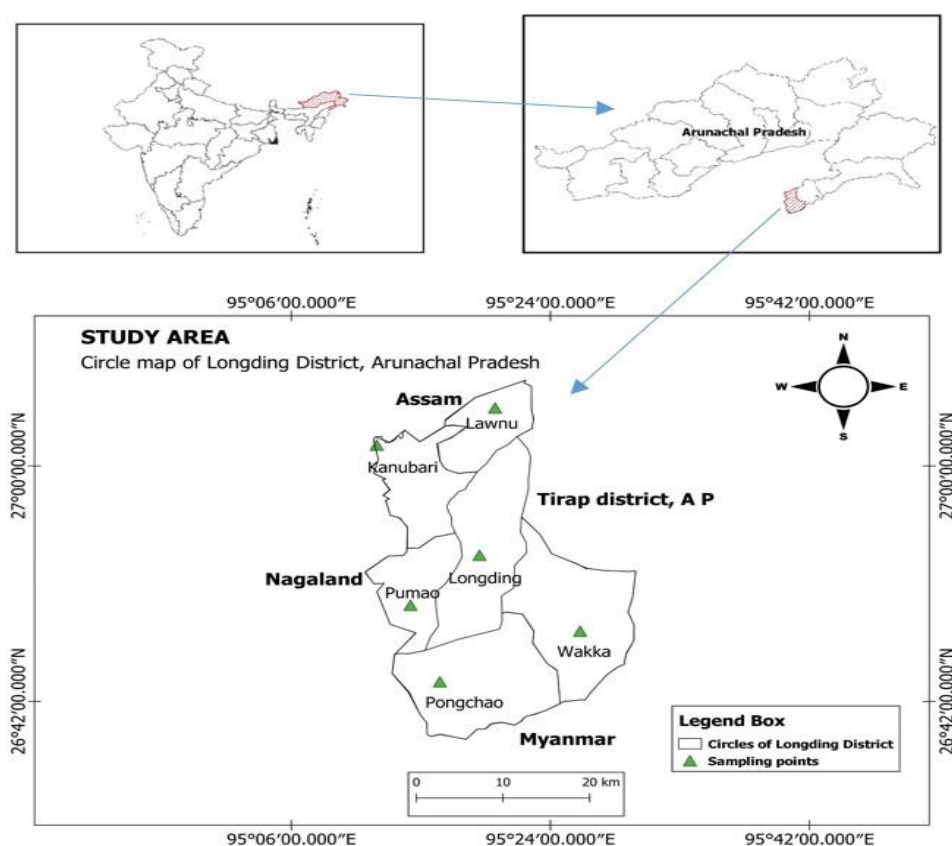 Arunachal Pradesh
95°06′00.000″E
95°24′00.000″E
95°42′00.000″E
STUDY AREA
Circle map of Longding District, Arunachal Pradesh
N
W
E
S
Assam
Lawnu
Kanubari
27°00′00.000″N
27°00′00.000″N
Tirap district, A P
Nagaland
Longding
Pumao
Wakka
Pongchao
26°42′00.000″N
26°42′00.000″N
Myanmar
Legend Box
Circles of Longding District
Sampling points
0
10
20 km
95°06′00.000″E
95°24′00.000″E
95°42′00.000″E